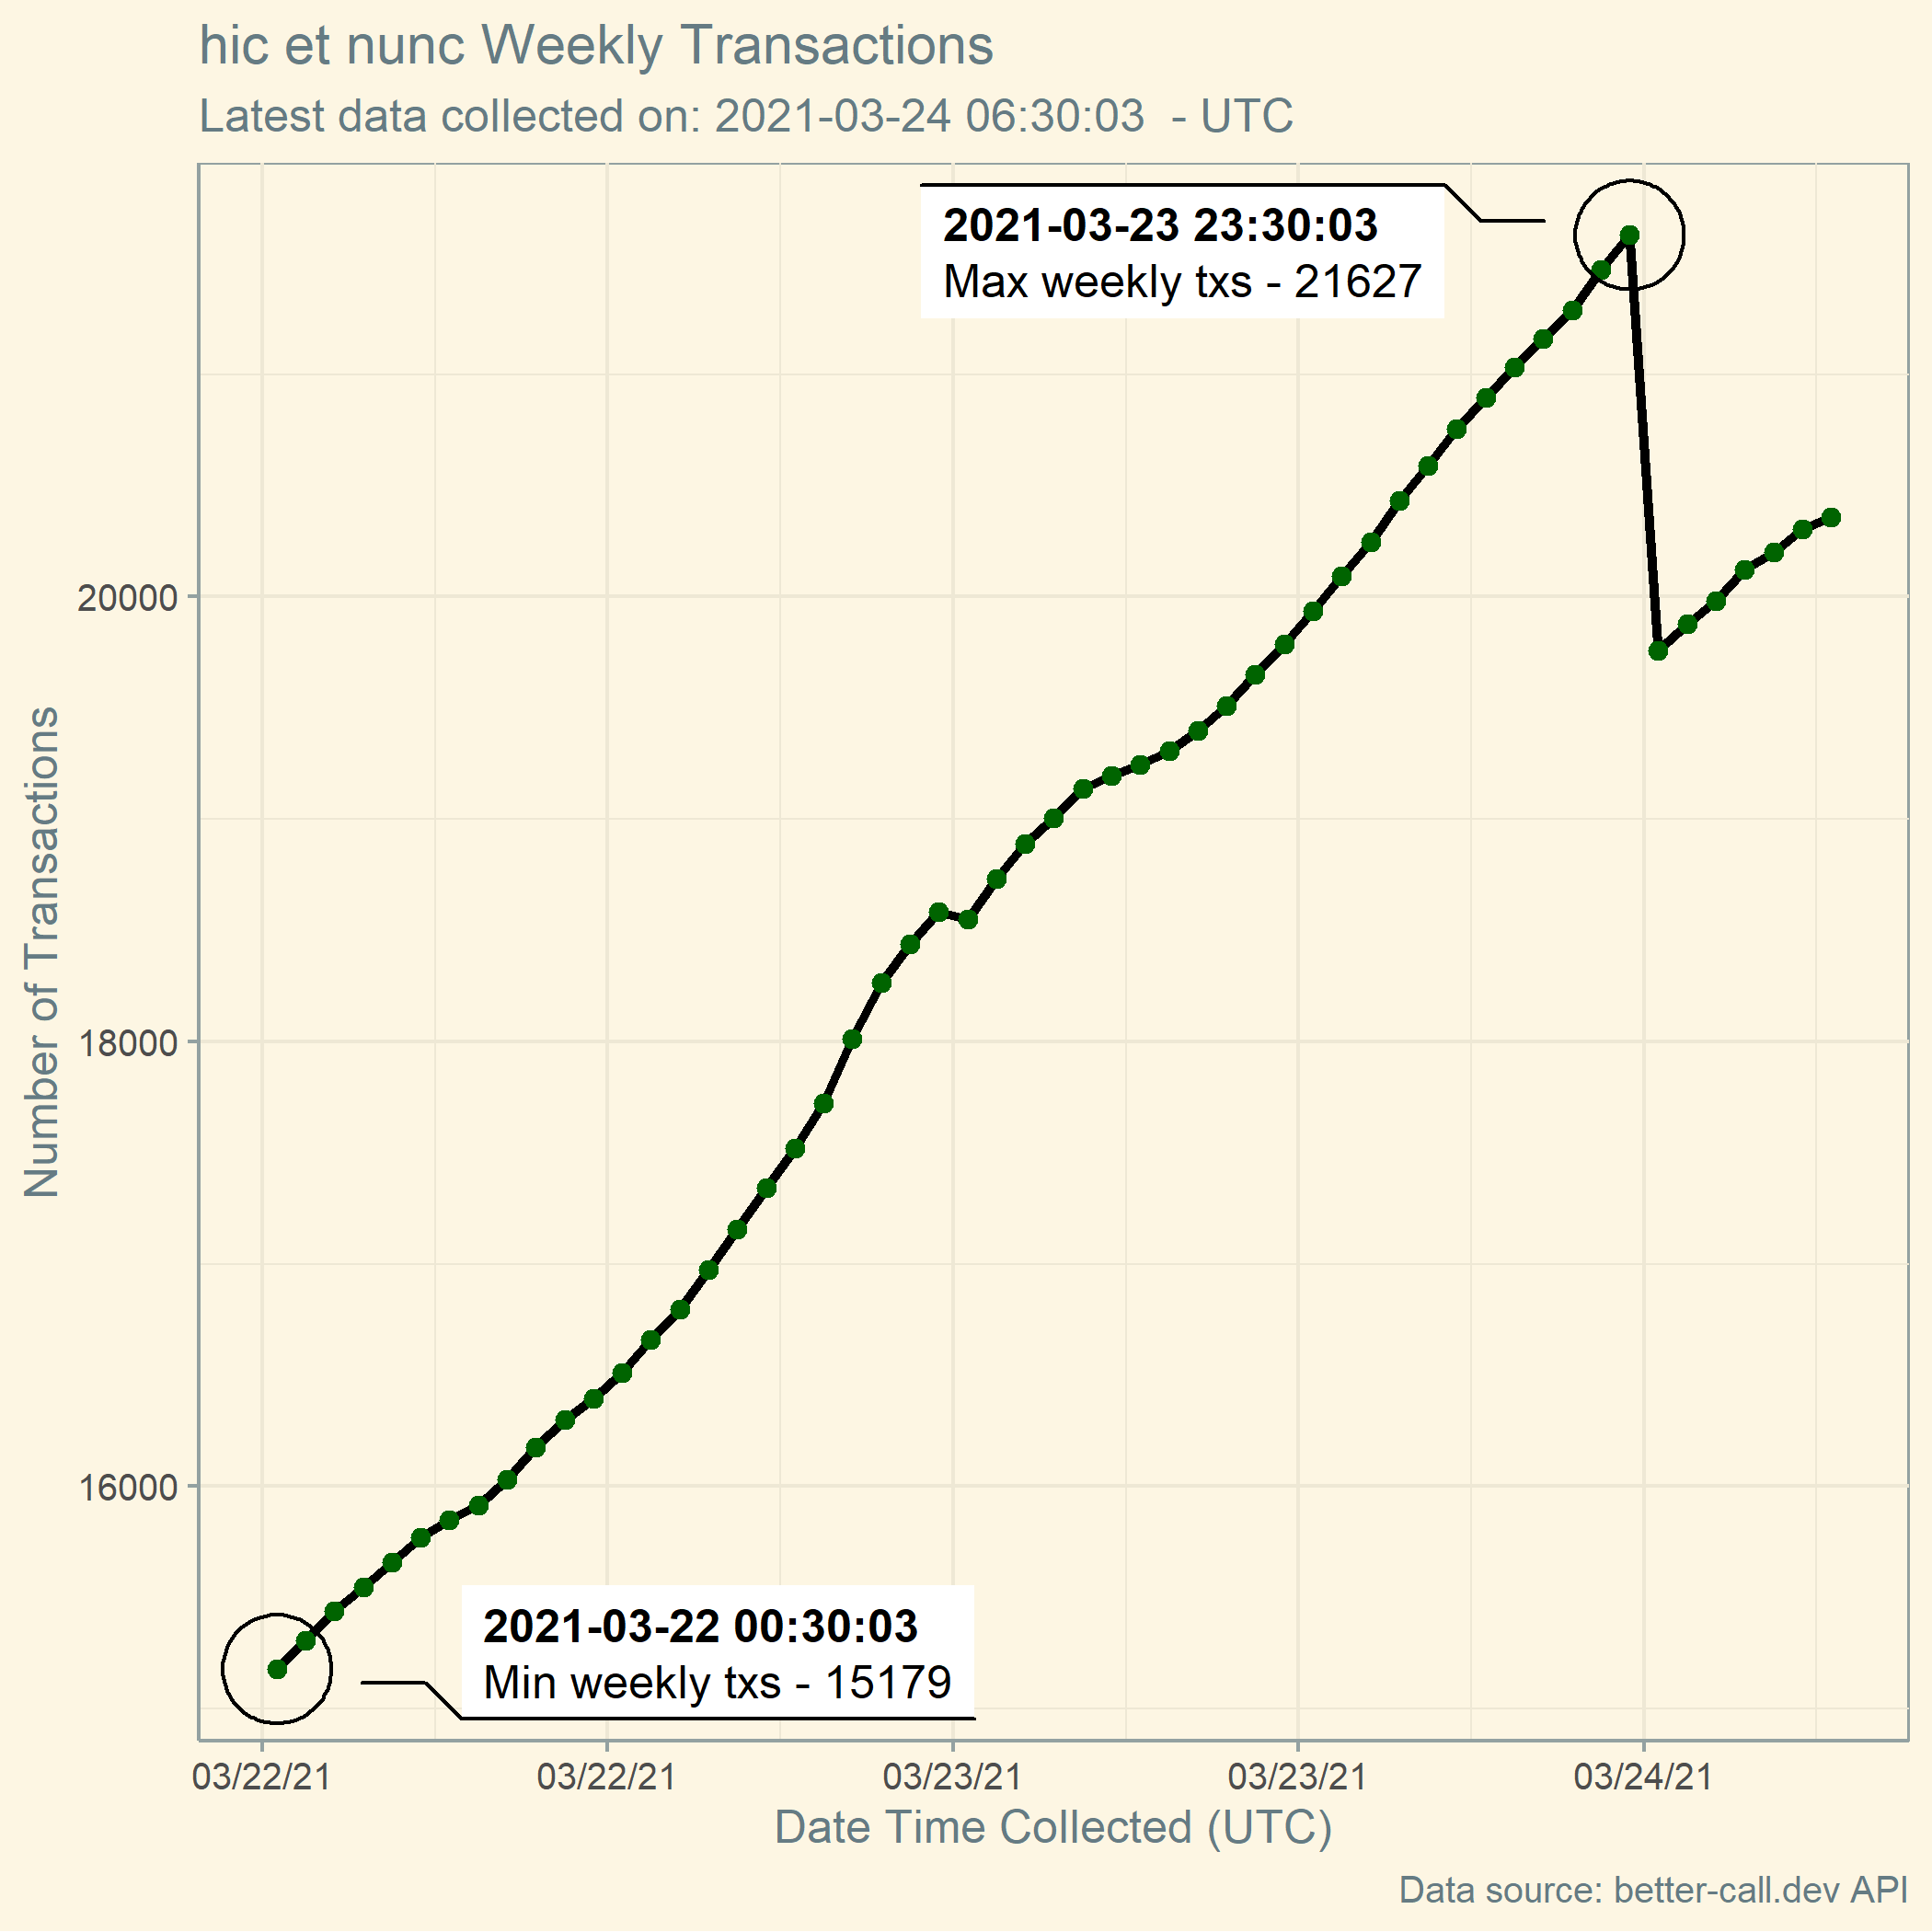 hic et nunc Weekly Transactions
Latest data collected on: 2021-03-24 06:30:03  - UTC
2021-03-23 23:30:03
Max weekly txs - 21627
Number of Transactions
20000
18000
16000
2021-03-22 00:30:03
Min weekly txs - 15179
03/22/21 03/22/21 03/23/21 03/23/21 03/24/21
Date Time Collected (UTC)
Data source: better-call.dev API